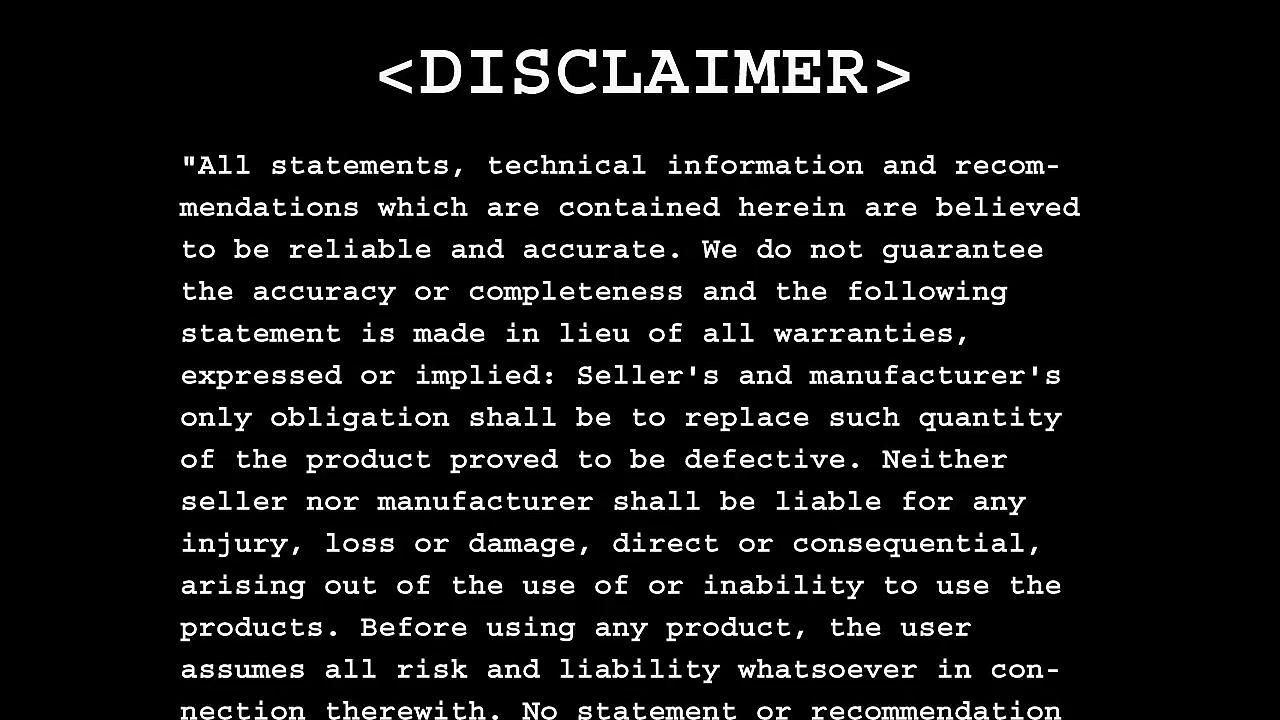 <DISCLAIMER>
"All statements, technical information and recom-
mendations which are contained herein are believed
to be reliable and accurate. We do not guarantee
the accuracy or completeness and the following
statement is made in lieu of all warranties,
expressed or implied: Seller's and manufacturer's
only obligation shall be to replace such quantity
of the product proved to be defective. Neither
seller nor manufacturer shall be liable for any
injury, loss or damage, direct or consequential,
arising out of the use of or inability to use the
products. Before using any product, the user
assumes all risk and liability whatsoever in con-
nection therewith. No statement or recommendation